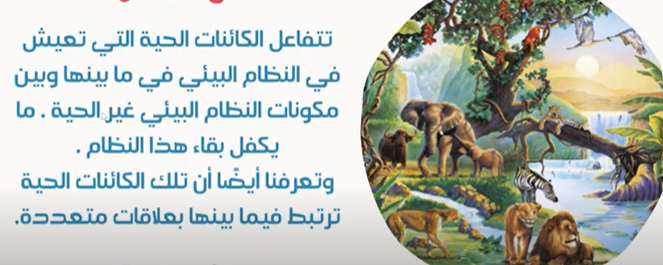 تتفاعل الكائنات الحية التي تعيش
في النظام البيئي في ما بينها وبين
مكونات النظام البيئي غير الحية . ما
يكفل بقاء هذا النظام .
وتعرفنا أيضًا أن تلك الكائنات الحية
ترتبط فيما بينها بعلاقات متعددة.